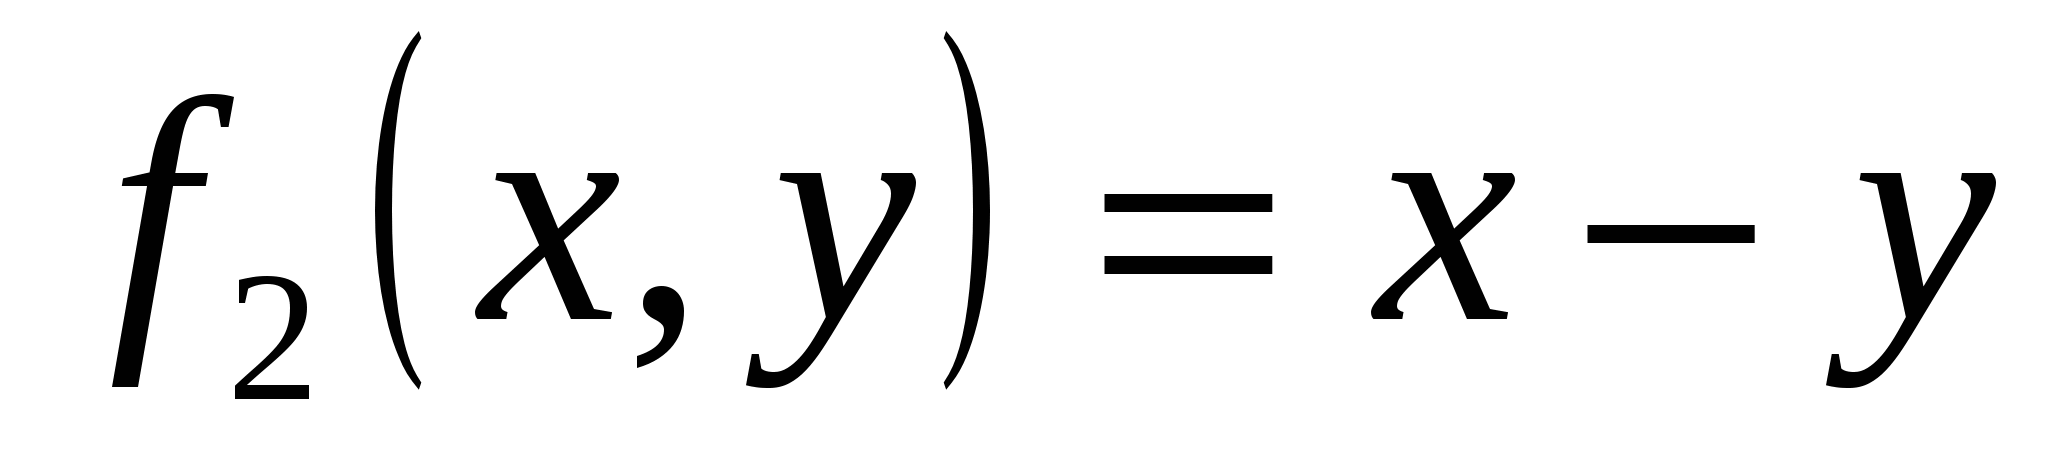 f₂(x, y) = x − y